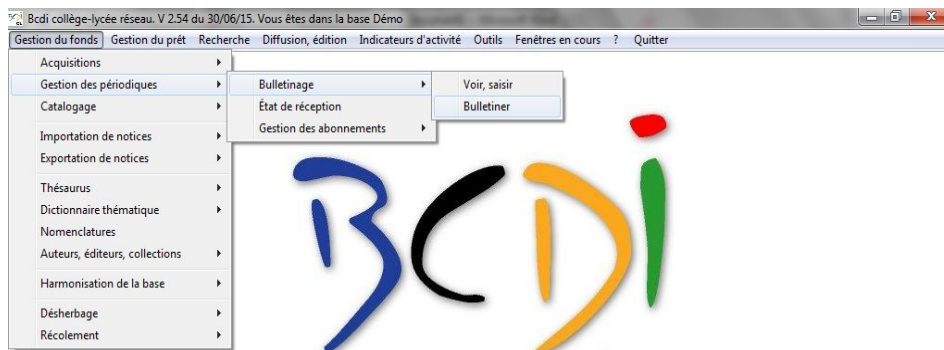 Bcdi collège-lycée réseau. V 2.54 du 30/06/15. Vous êtes dans la base Démo
Gestion du fonds Gestion du prêt Recherche Diffusion, édition Indicateurs d'activité Outils Fenêtres en cours ? Quitter
Acquisitions
Gestion des périodiques
Catalogage
Importation de notices
Exportation de notices
Thésaurus
Dictionnaire thématique
Nomenclatures
Auteurs, éditeurs, collections
Harmonisation de la base
Désherbage
Récolement
Bulletinage
État de réception
Gestion des abonnements
Voir, saisir
Bulletiner
BCDi